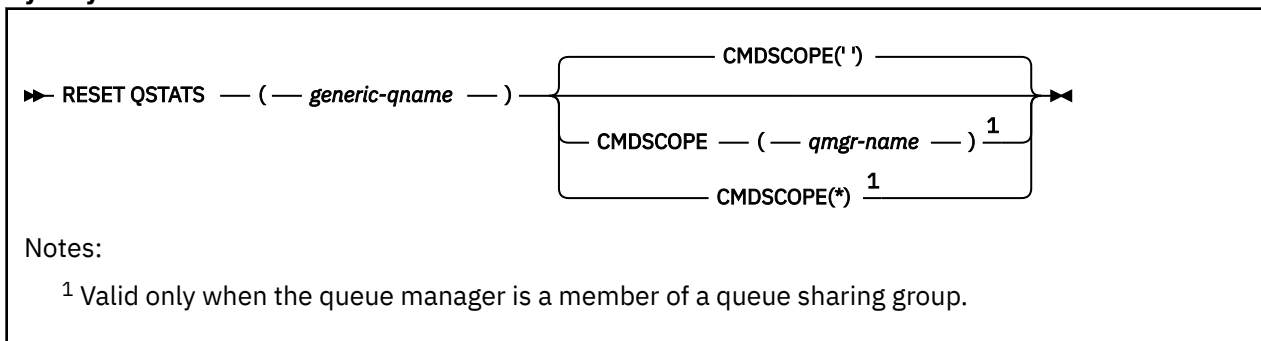 CMDSCOPE(' ')
RESET QSTATS ( generic-qname )
CMDSCOPE ( qmgr-name ) 1
CMDSCOPE(*) 1
Notes:
1 Valid only when the queue manager is a member of a queue sharing group.